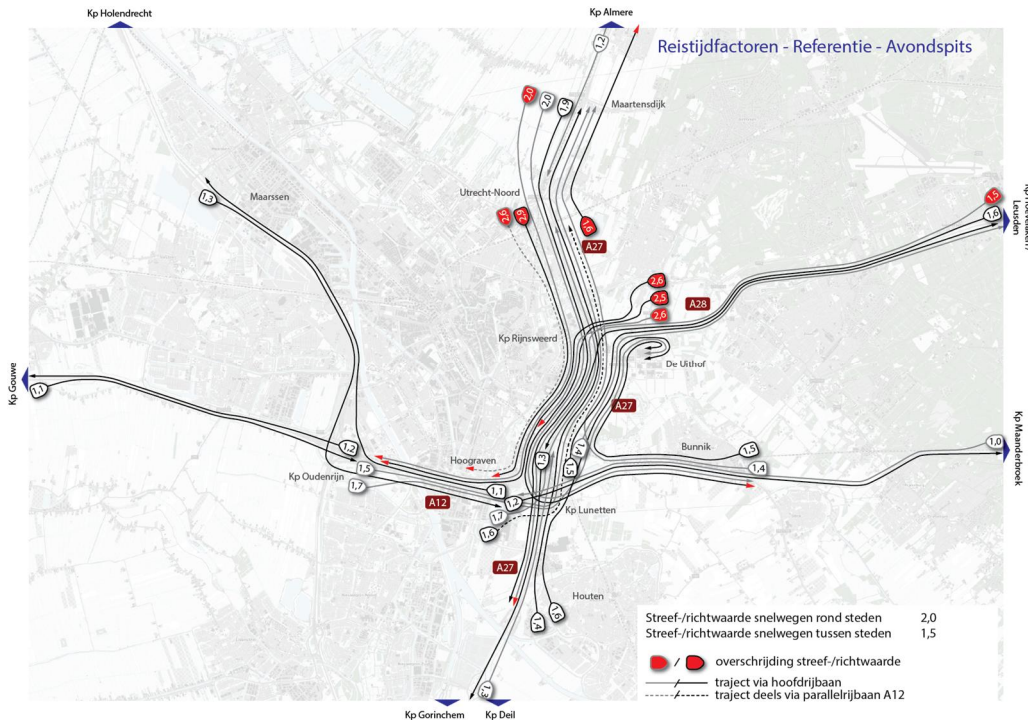 Kp Holendrecht
Kp Almere
Reistijdfactoren - Referentie - Avondspits
1,2
2,0
2,0
1,9
Maartensdijk
Maarssen
1,3
Utrecht-Noord
2,6
2,9
1,6
A27
1,5
1,6
Leusden
2,6
2,5
2,6
A28
Kp Rijnsweerd
De Uithof
Kp Gouwe
1,1
A27
Bunnik
1,5
1,4
1,0
Kp Maanderbroek
1,2
1,5
1,7
Kp Oudenrijn
Hoograven
1,3
1,5
1,4
A12
1,1
1,2
1,7
1,6
Kp Lunetten
A27
Houten
1,4
1,6
1,3
Kp Gorinchem
Kp Deil
Streef-/richtwaarde snelwegen rond steden 2,0
Streef-/richtwaarde snelwegen tussen steden 1,5
/ overschrijding streef-/richtwaarde
traject via hoofdrijbaan
traject deels via parallelrijbaan A12